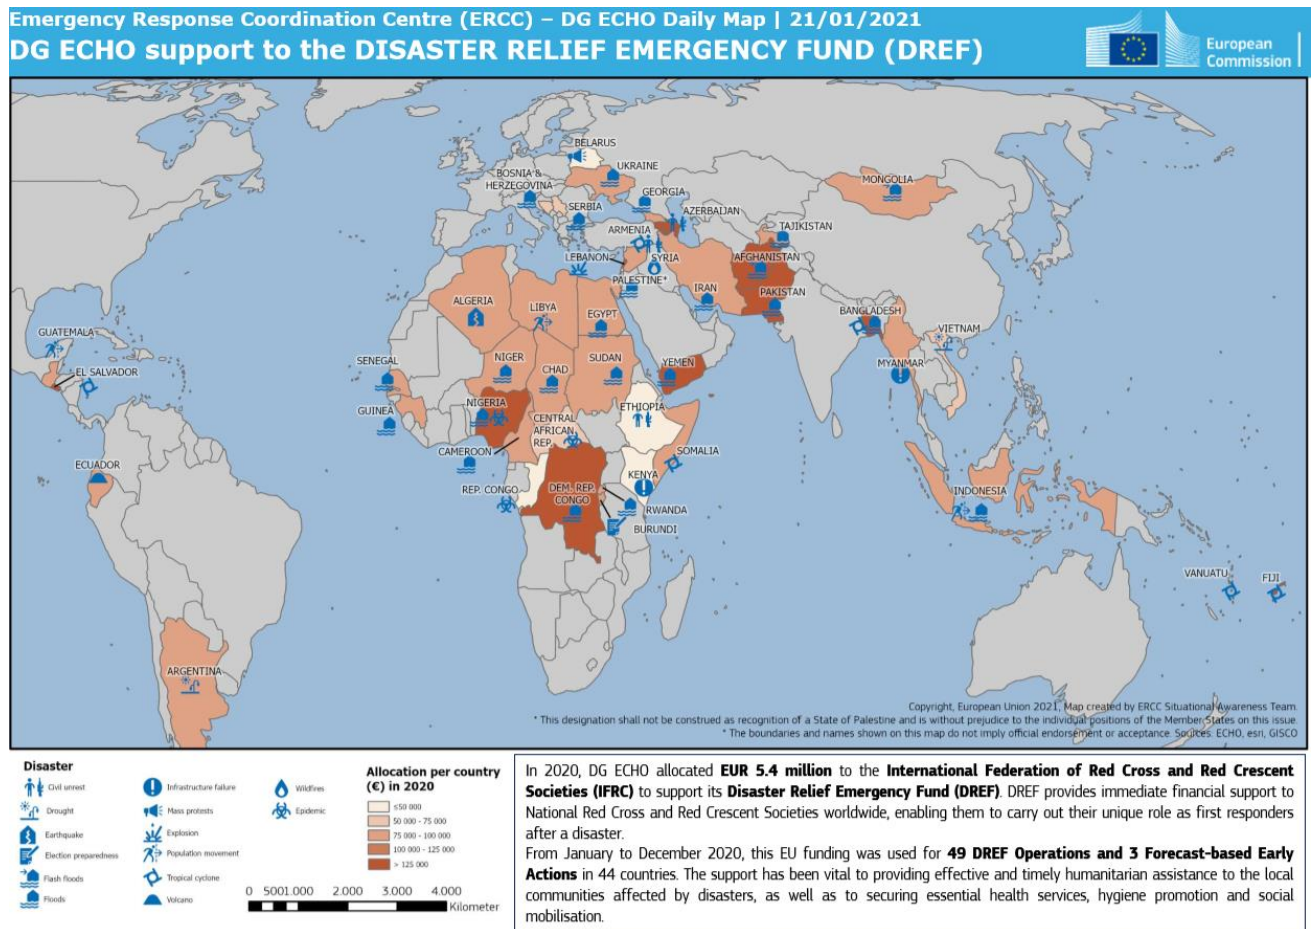 Emergency Response Coordination Centre (ERCC) – DG ECHO Daily Map | 21/01/2021
DG ECHO support to the DISASTER RELIEF EMERGENCY FUND (DREF)
European
Commission
BELARUS
UKRAINE
BOSNIA &
HERZEGOVINA
GEORGIA
MONGOLIA
SERBIA
AZERBAIJAN
ARMENIA
TAJIKISTAN
LEBANON
SYRIA
AFGHANISTAN
PALESTINE*
IRAN
PAKISTAN
ALGERIA
LIBYA
EGYPT
BANGLADESH
GUATEMALA
VIETNAM
EL SALVADOR
SENEGAL
NIGER
CHAD
SUDAN
YEMEN
MYANMAR
GUINEA
NIGERIA
CENTRAL
AFRICAN
REP.
ETHIOPIA
CAMEROON
SOMALIA
ECUADOR
REP. CONGO
DEM. REP.
CONGO
KENYA
INDONESIA
RWANDA
BURUNDI
VANUATU
FIJI
ARGENTINA
Copyright, European Union 2021, Map created by ERCC Situational Awareness Team.
* This designation shall not be construed as recognition of a State of Palestine and is without prejudice to the individual positions of the Member States on this issue.
* The boundaries and names shown on this map do not imply official endorsement or acceptance. Sources: ECHO, esri, GISCO
Disaster
Civil unrest
Drought
Earthquake
Election preparedness
Flash floods
Floods
Infrastructure failure
Mass protests
Explosion
Population movement
Tropical cyclone
Volcano
Wildfires
Epidemic
Allocation per country
(€) in 2020
≤50 000
50 000 - 75 000
75 000 - 100 000
100 000 - 125 000
> 125 000
0 5001.000 2.000 3.000 4.000
Kilometer
In 2020, DG ECHO allocated EUR 5.4 million to the International Federation of Red Cross and Red Crescent
Societies (IFRC) to support its Disaster Relief Emergency Fund (DREF). DREF provides immediate financial support to
National Red Cross and Red Crescent Societies worldwide, enabling them to carry out their unique role as first responders
after a disaster.
From January to December 2020, this EU funding was used for 49 DREF Operations and 3 Forecast-based Early
Actions in 44 countries. The support has been vital to providing effective and timely humanitarian assistance to the local
communities affected by disasters, as well as to securing essential health services, hygiene promotion and social
mobilisation.